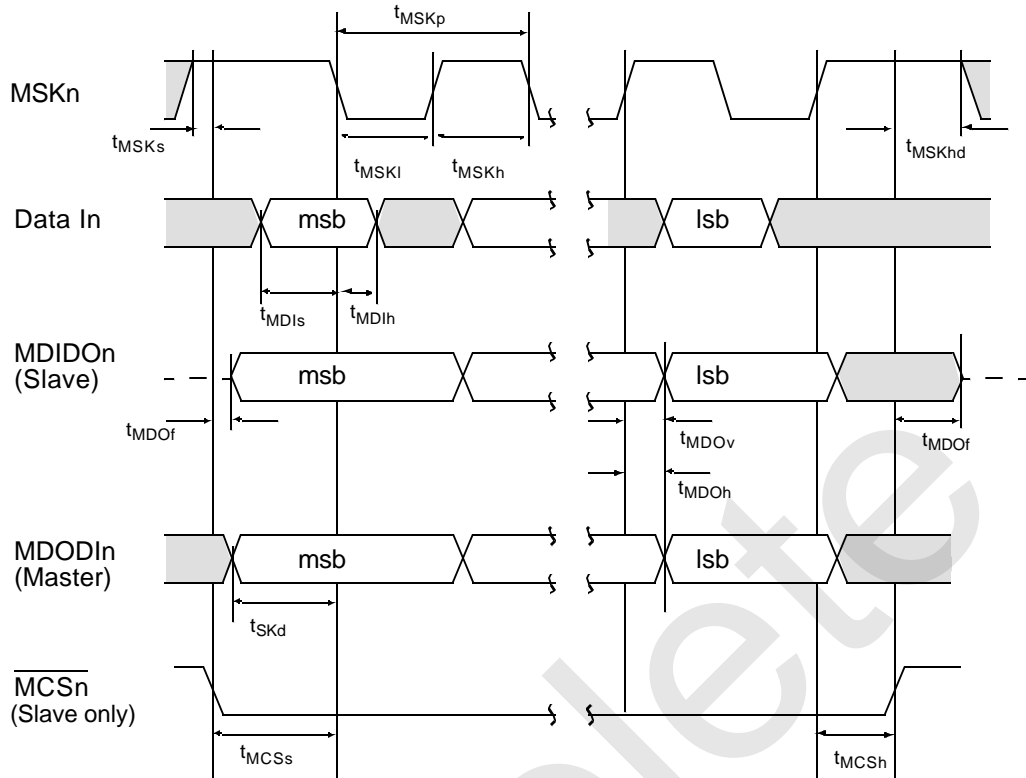 tMSKp
MSKn
tMSKs
tMSKl
tMSKh
tMSKhd
Data In
msb
lsb
tMDIs
tMDIh
MDIDOn
(Slave)
msb
lsb
tMDOf
tMDOv
tMDOf
tMDOh
MDODIn
(Master)
msb
lsb
tSKd
MCSn
(Slave only)
tMCSs
tMCSh